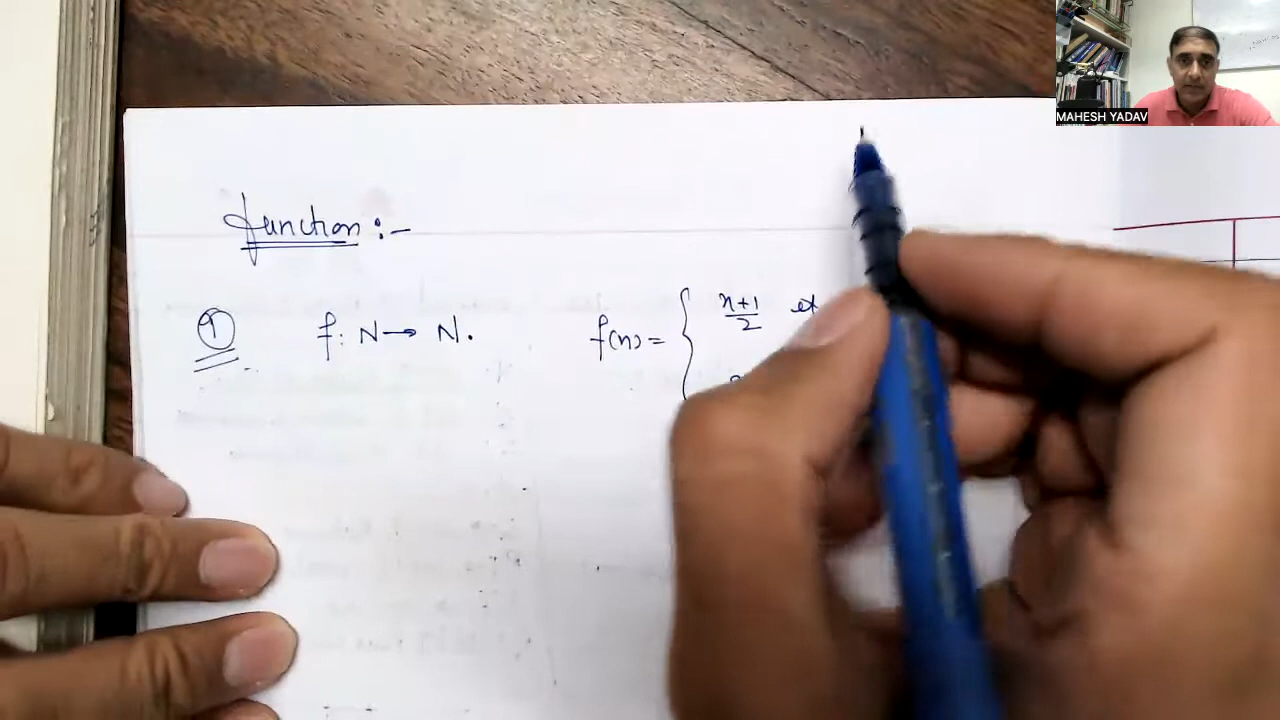 MAHESH YADAV
function :-
① f: N → N. f(n) = { n+1/2